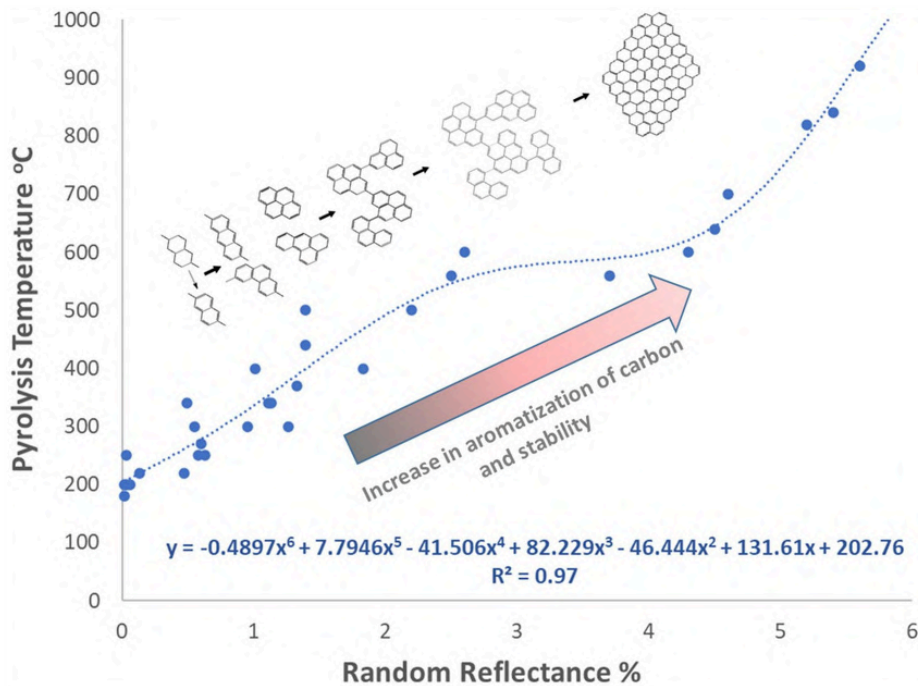 1000
900
800
700
600
500
400
300
200
100
0
Pyrolysis Temperature ºC
Increase in aromatization of carbon
and stability
y = -0.4897x⁶ + 7.7946x⁵ - 41.506x⁴ + 82.229x³ - 46.444x² + 131.61x + 202.76
R² = 0.97
0 1 2 3 4 5 6
Random Reflectance %